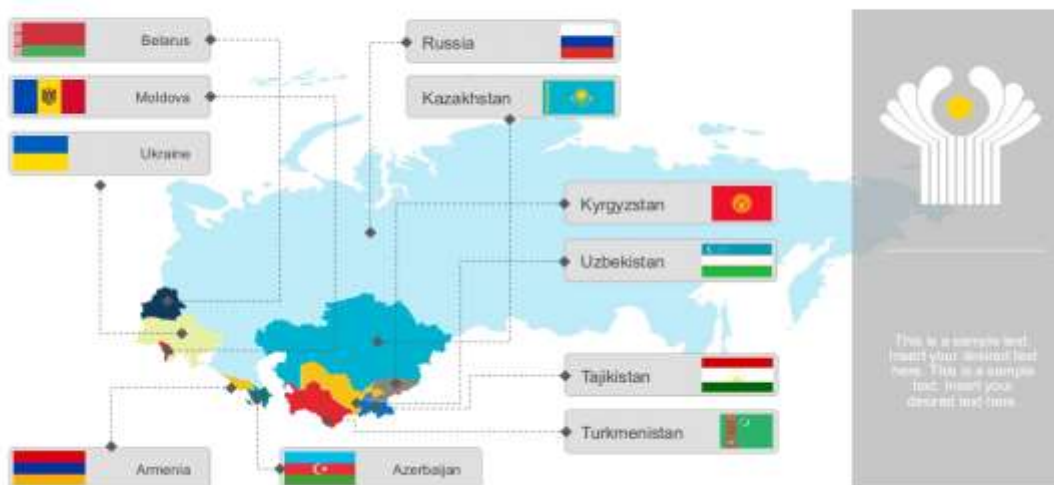 Belarus
Moldova
Ukraine
Russia
Kazakhstan
Kyrgyzstan
Uzbekistan
Tajikistan
Turkmenistan
Armenia
Azerbaijan
This is a sample text.
Insert your desired text
here. This is a sample
text. Insert your
desired text here.